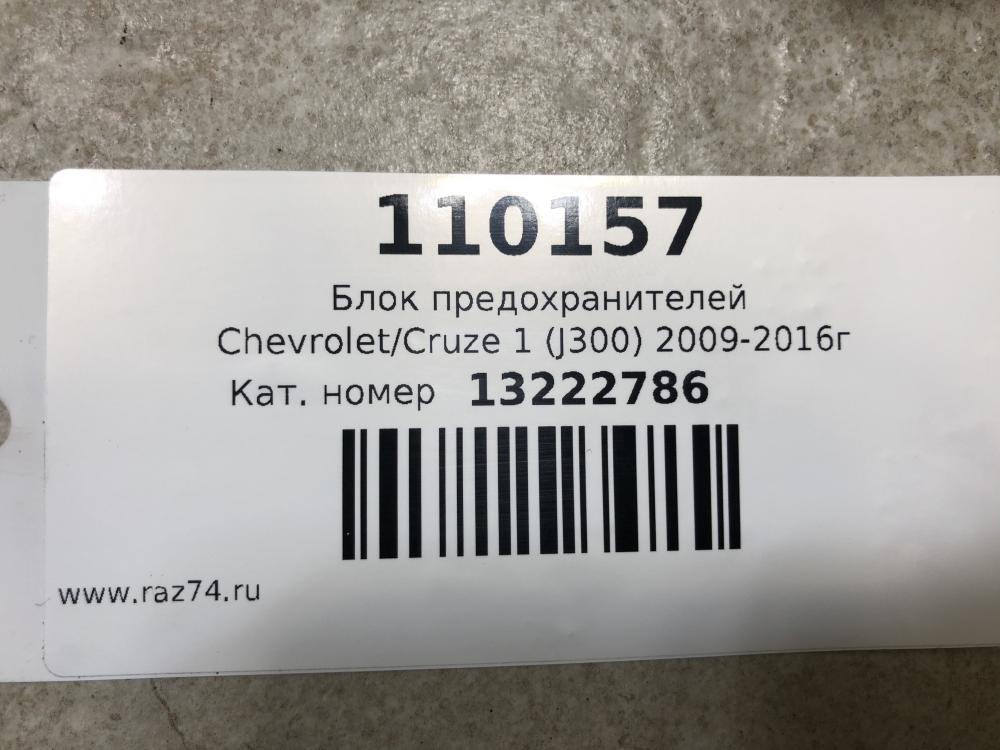 110157
Блок предохранителей
Chevrolet/Cruze 1 (J300) 2009-2016г
Кат. номер 13222786
www.raz74.ru